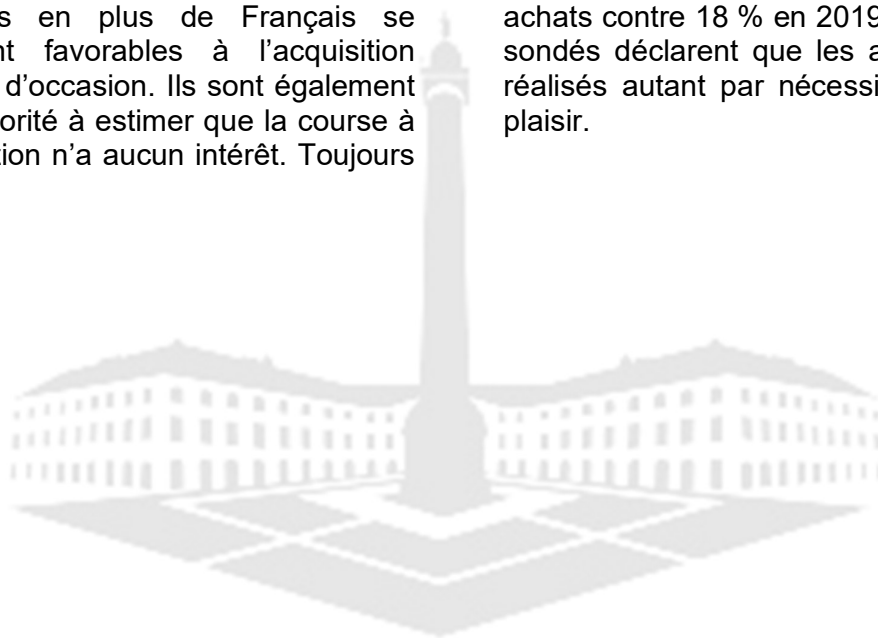 s en plus de Français se
nt favorables à l’acquisition
d’occasion. Ils sont également
orité à estimer que la course à
tion n’a aucun intérêt. Toujours
achats contre 18 % en 2019
sondés déclarent que les a
réalisés autant par nécessi
plaisir.